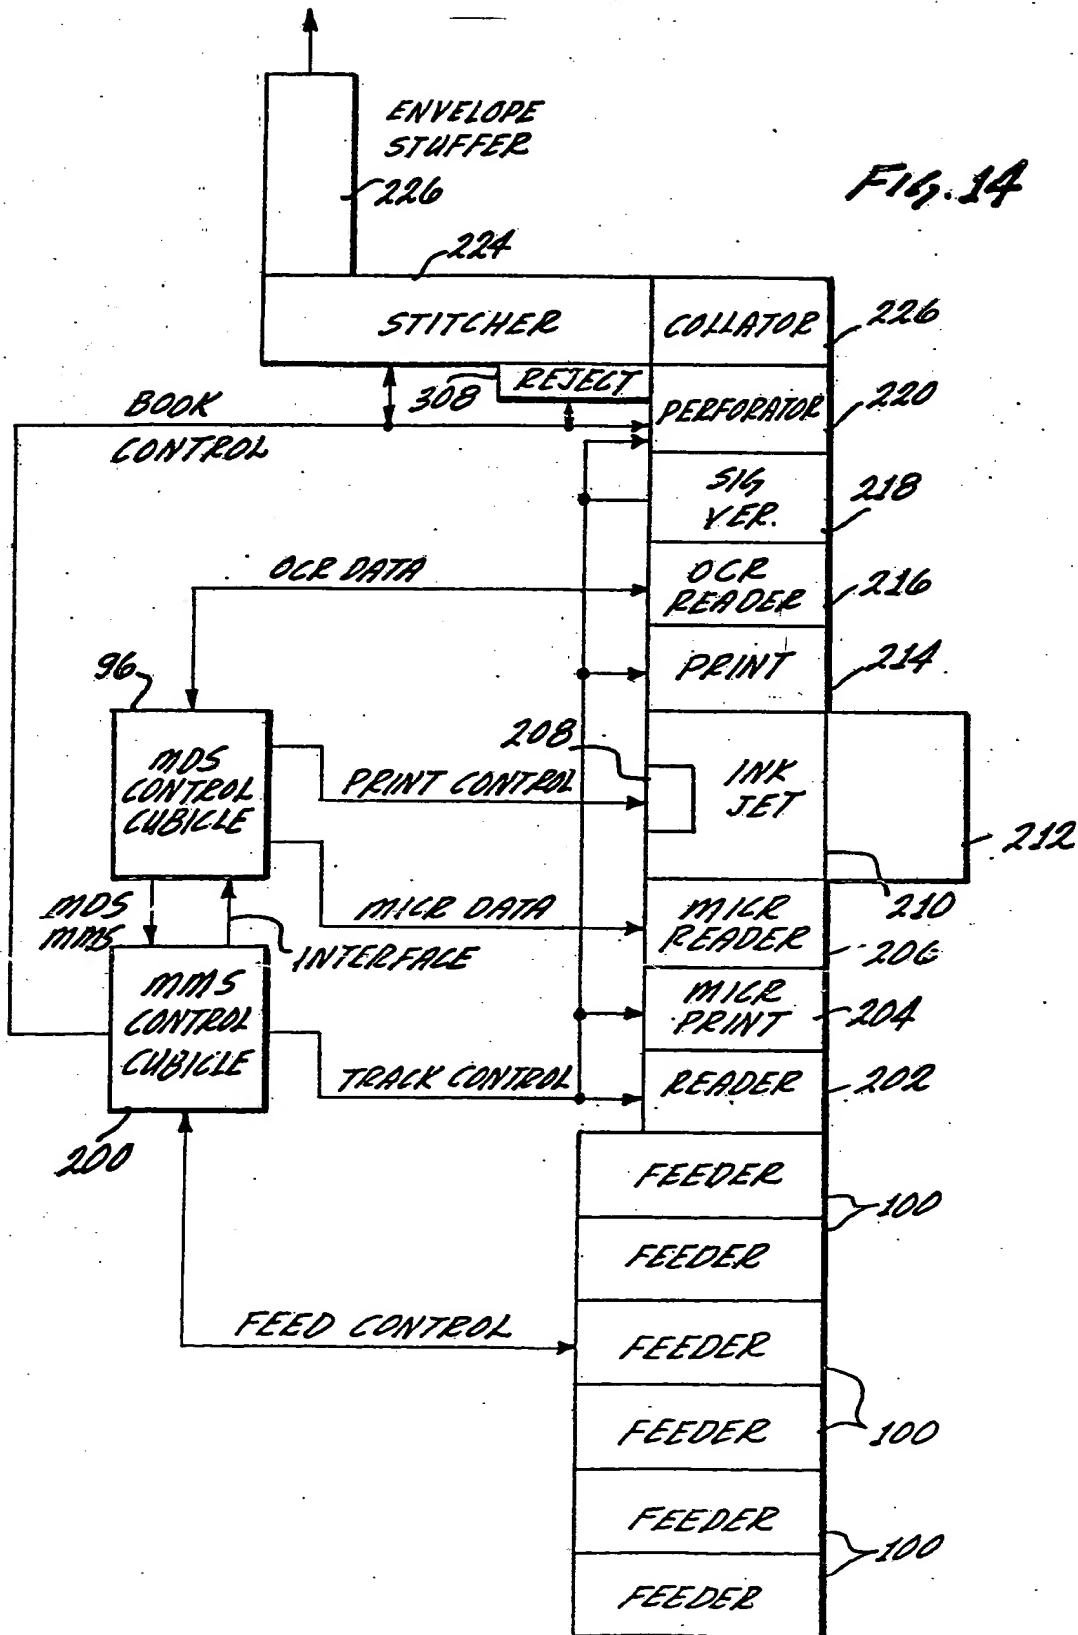 ENVELOPE
STUFFER
226
FIG. 14
224
STITCHER
COLLATOR
226
308
REJECT
BOOK
CONTROL
PERFORATOR
220
SIG
VER.
218
OCR DATA
OCR
READER
216
PRINT
214
96
MDS
CONTROL
CUBICLE
208
PRINT CONTROL
INK
JET
212
210
MICR DATA
MICR
READER
206
MDS
MMS
INTERFACE
MMS
CONTROL
CUBICLE
200
MICR
PRINT
204
TRACK CONTROL
READER
202
FEEDER
100
FEEDER
FEED CONTROL
FEEDER
FEEDER
100
FEEDER
100
FEEDER